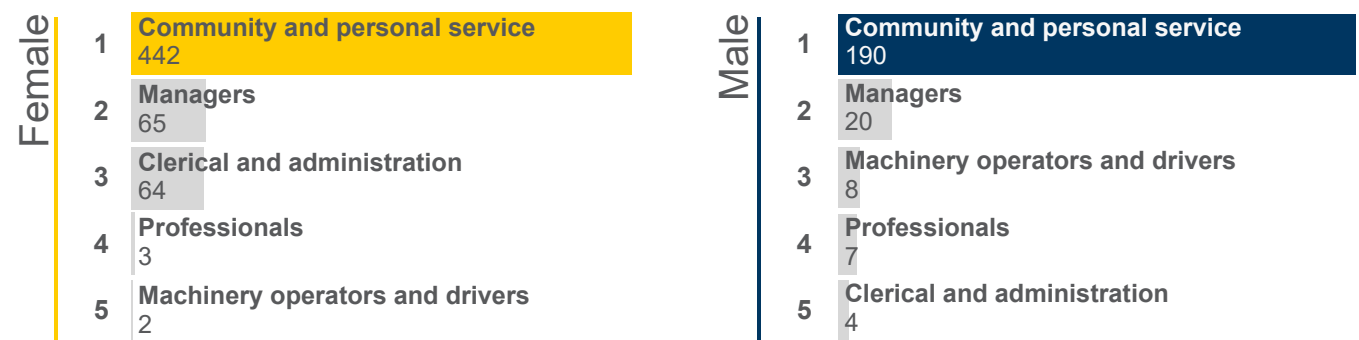 Female
1
Community and personal service
442
2
Managers
65
3
Clerical and administration
64
4
Professionals
3
5
Machinery operators and drivers
2
Male
1
Community and personal service
190
2
Managers
20
3
Machinery operators and drivers
8
4
Professionals
7
5
Clerical and administration
4